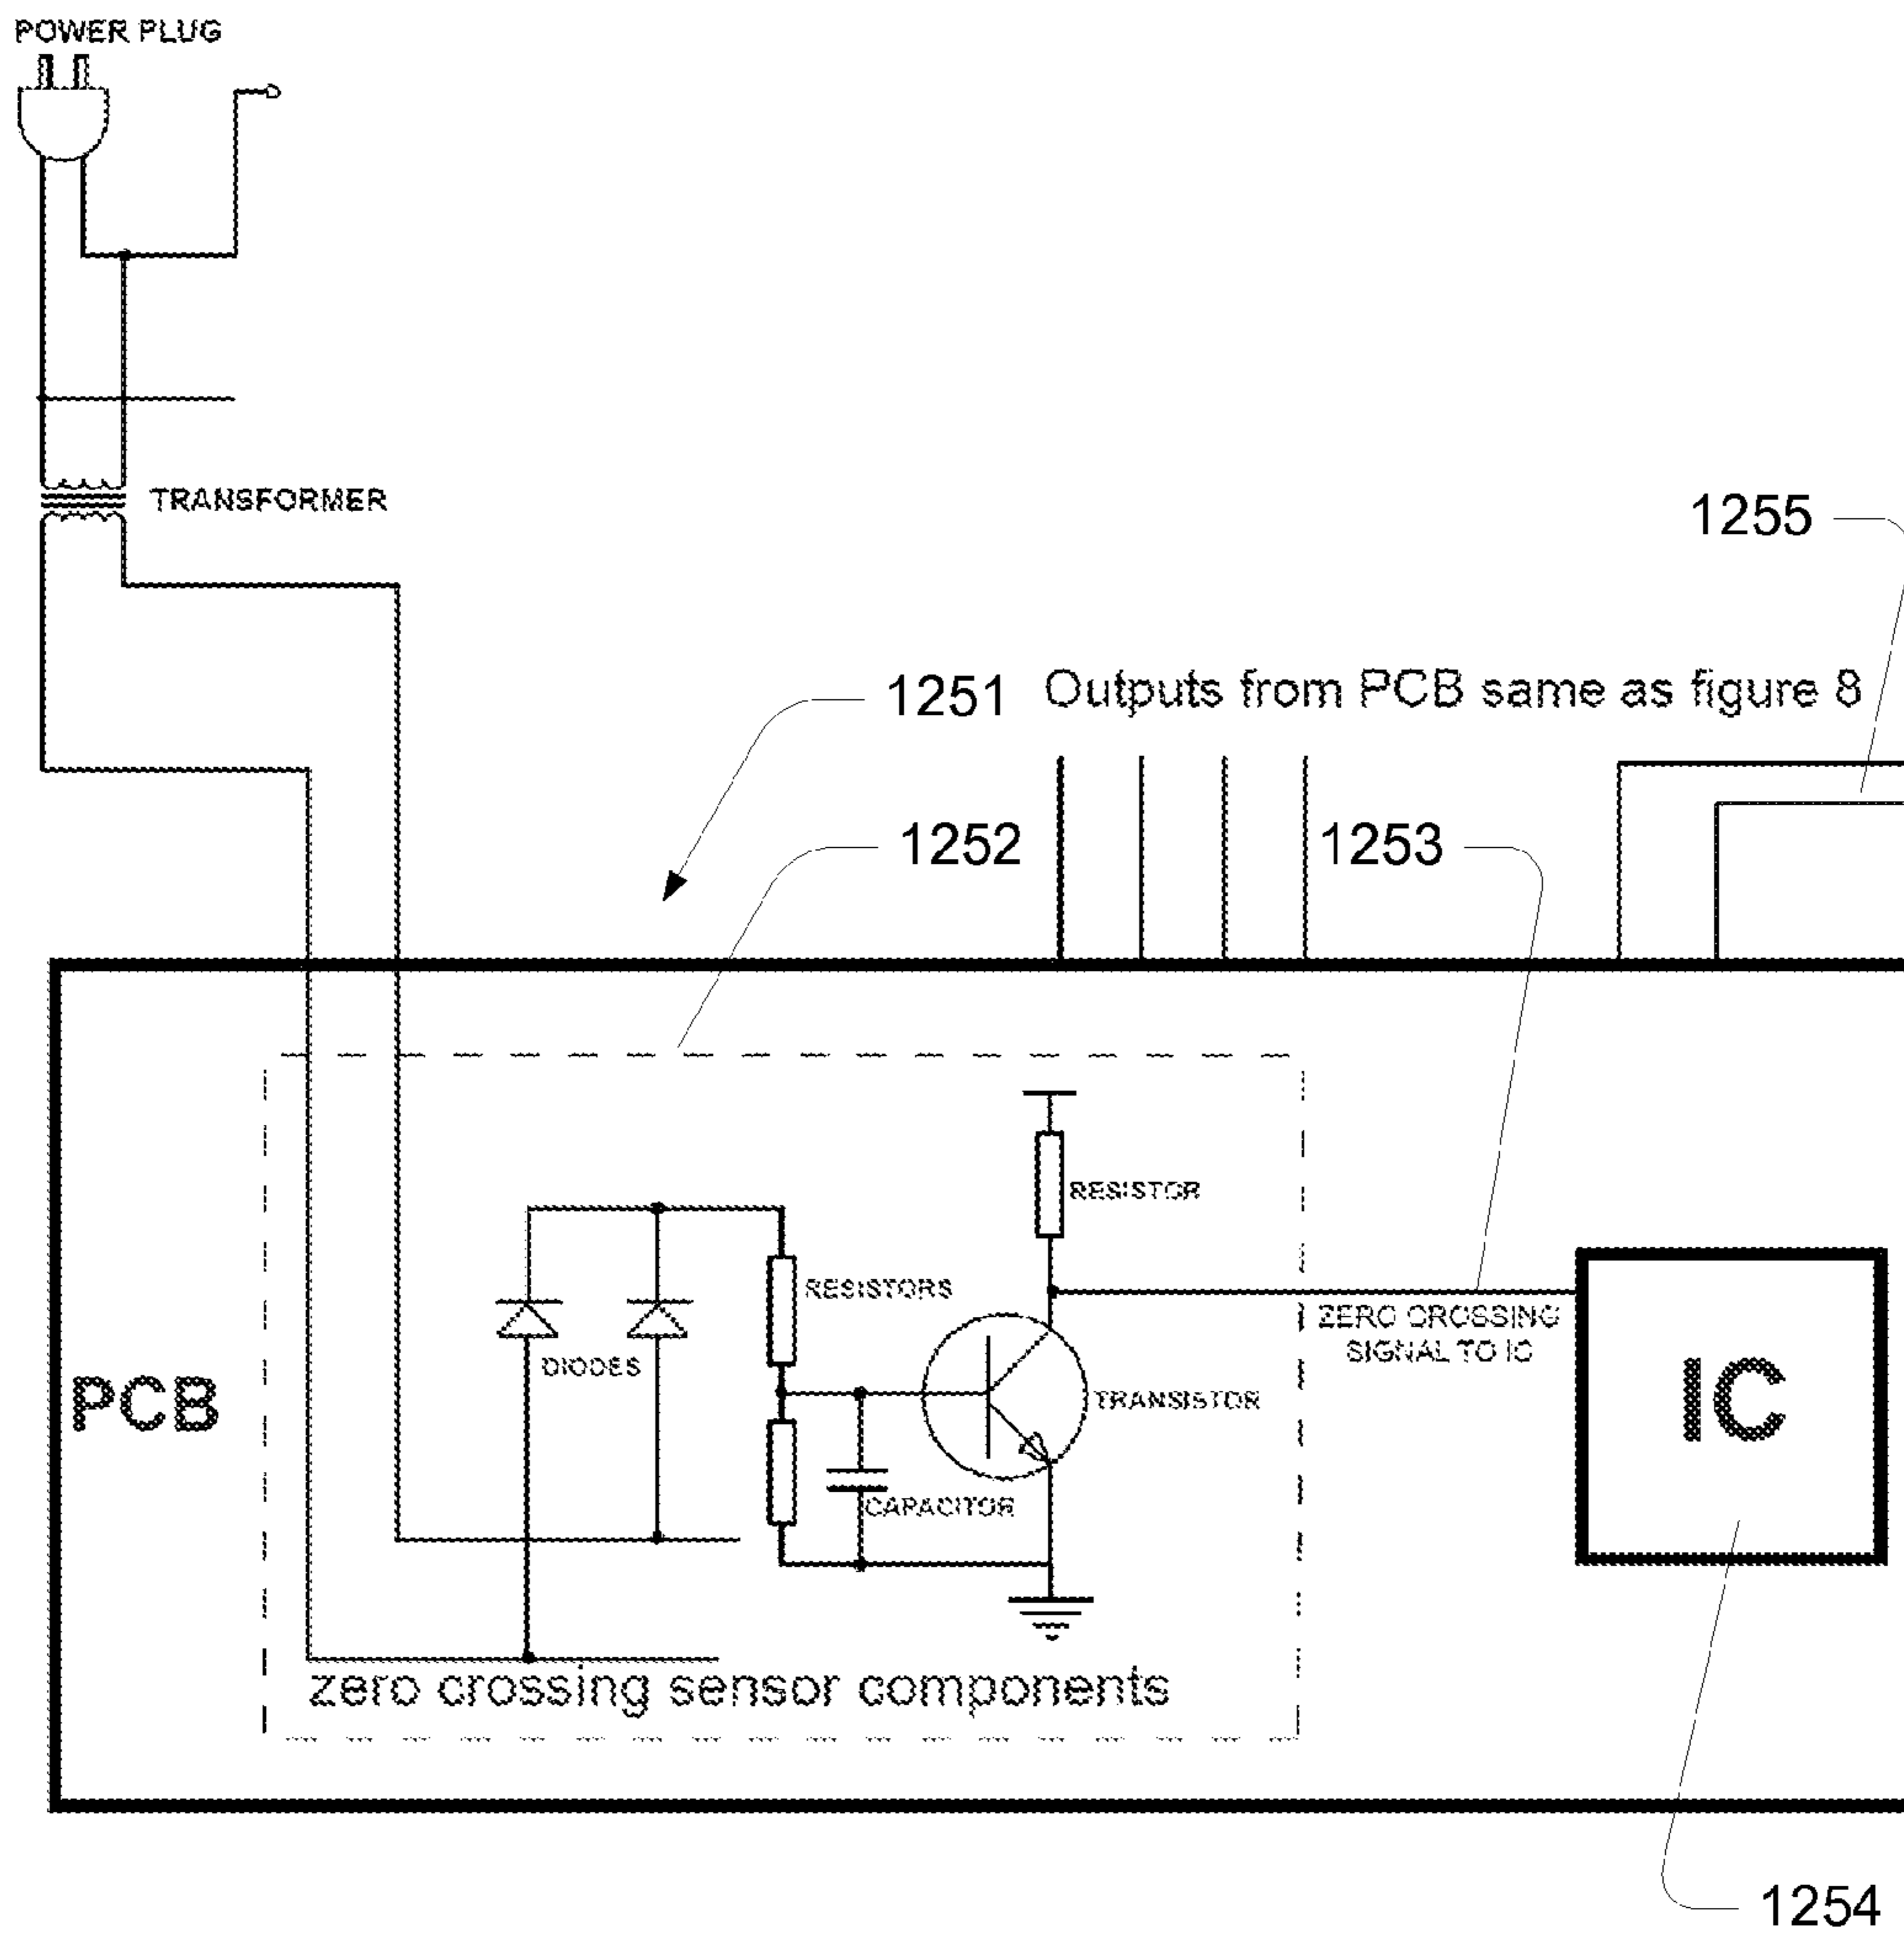 POWER PLUG
TRANSFORMER
1255
1251
Outputs from PCB same as figure 8
1252
1253
RESISTOR
RESISTORS
DIODES
ZERO CROSSING
SIGNAL TO IC
PCB
TRANSISTOR
IC
CAPACITOR
zero crossing sensor components
1254